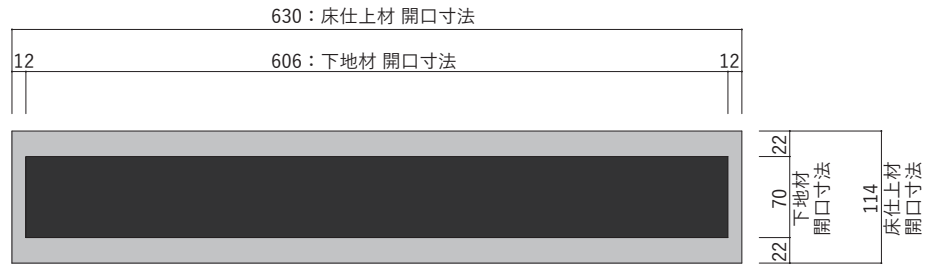 630：床仕上材 開口寸法
12
606：下地材 開口寸法
12
22
70
22
下地材
開口寸法
114
床仕上材
開口寸法